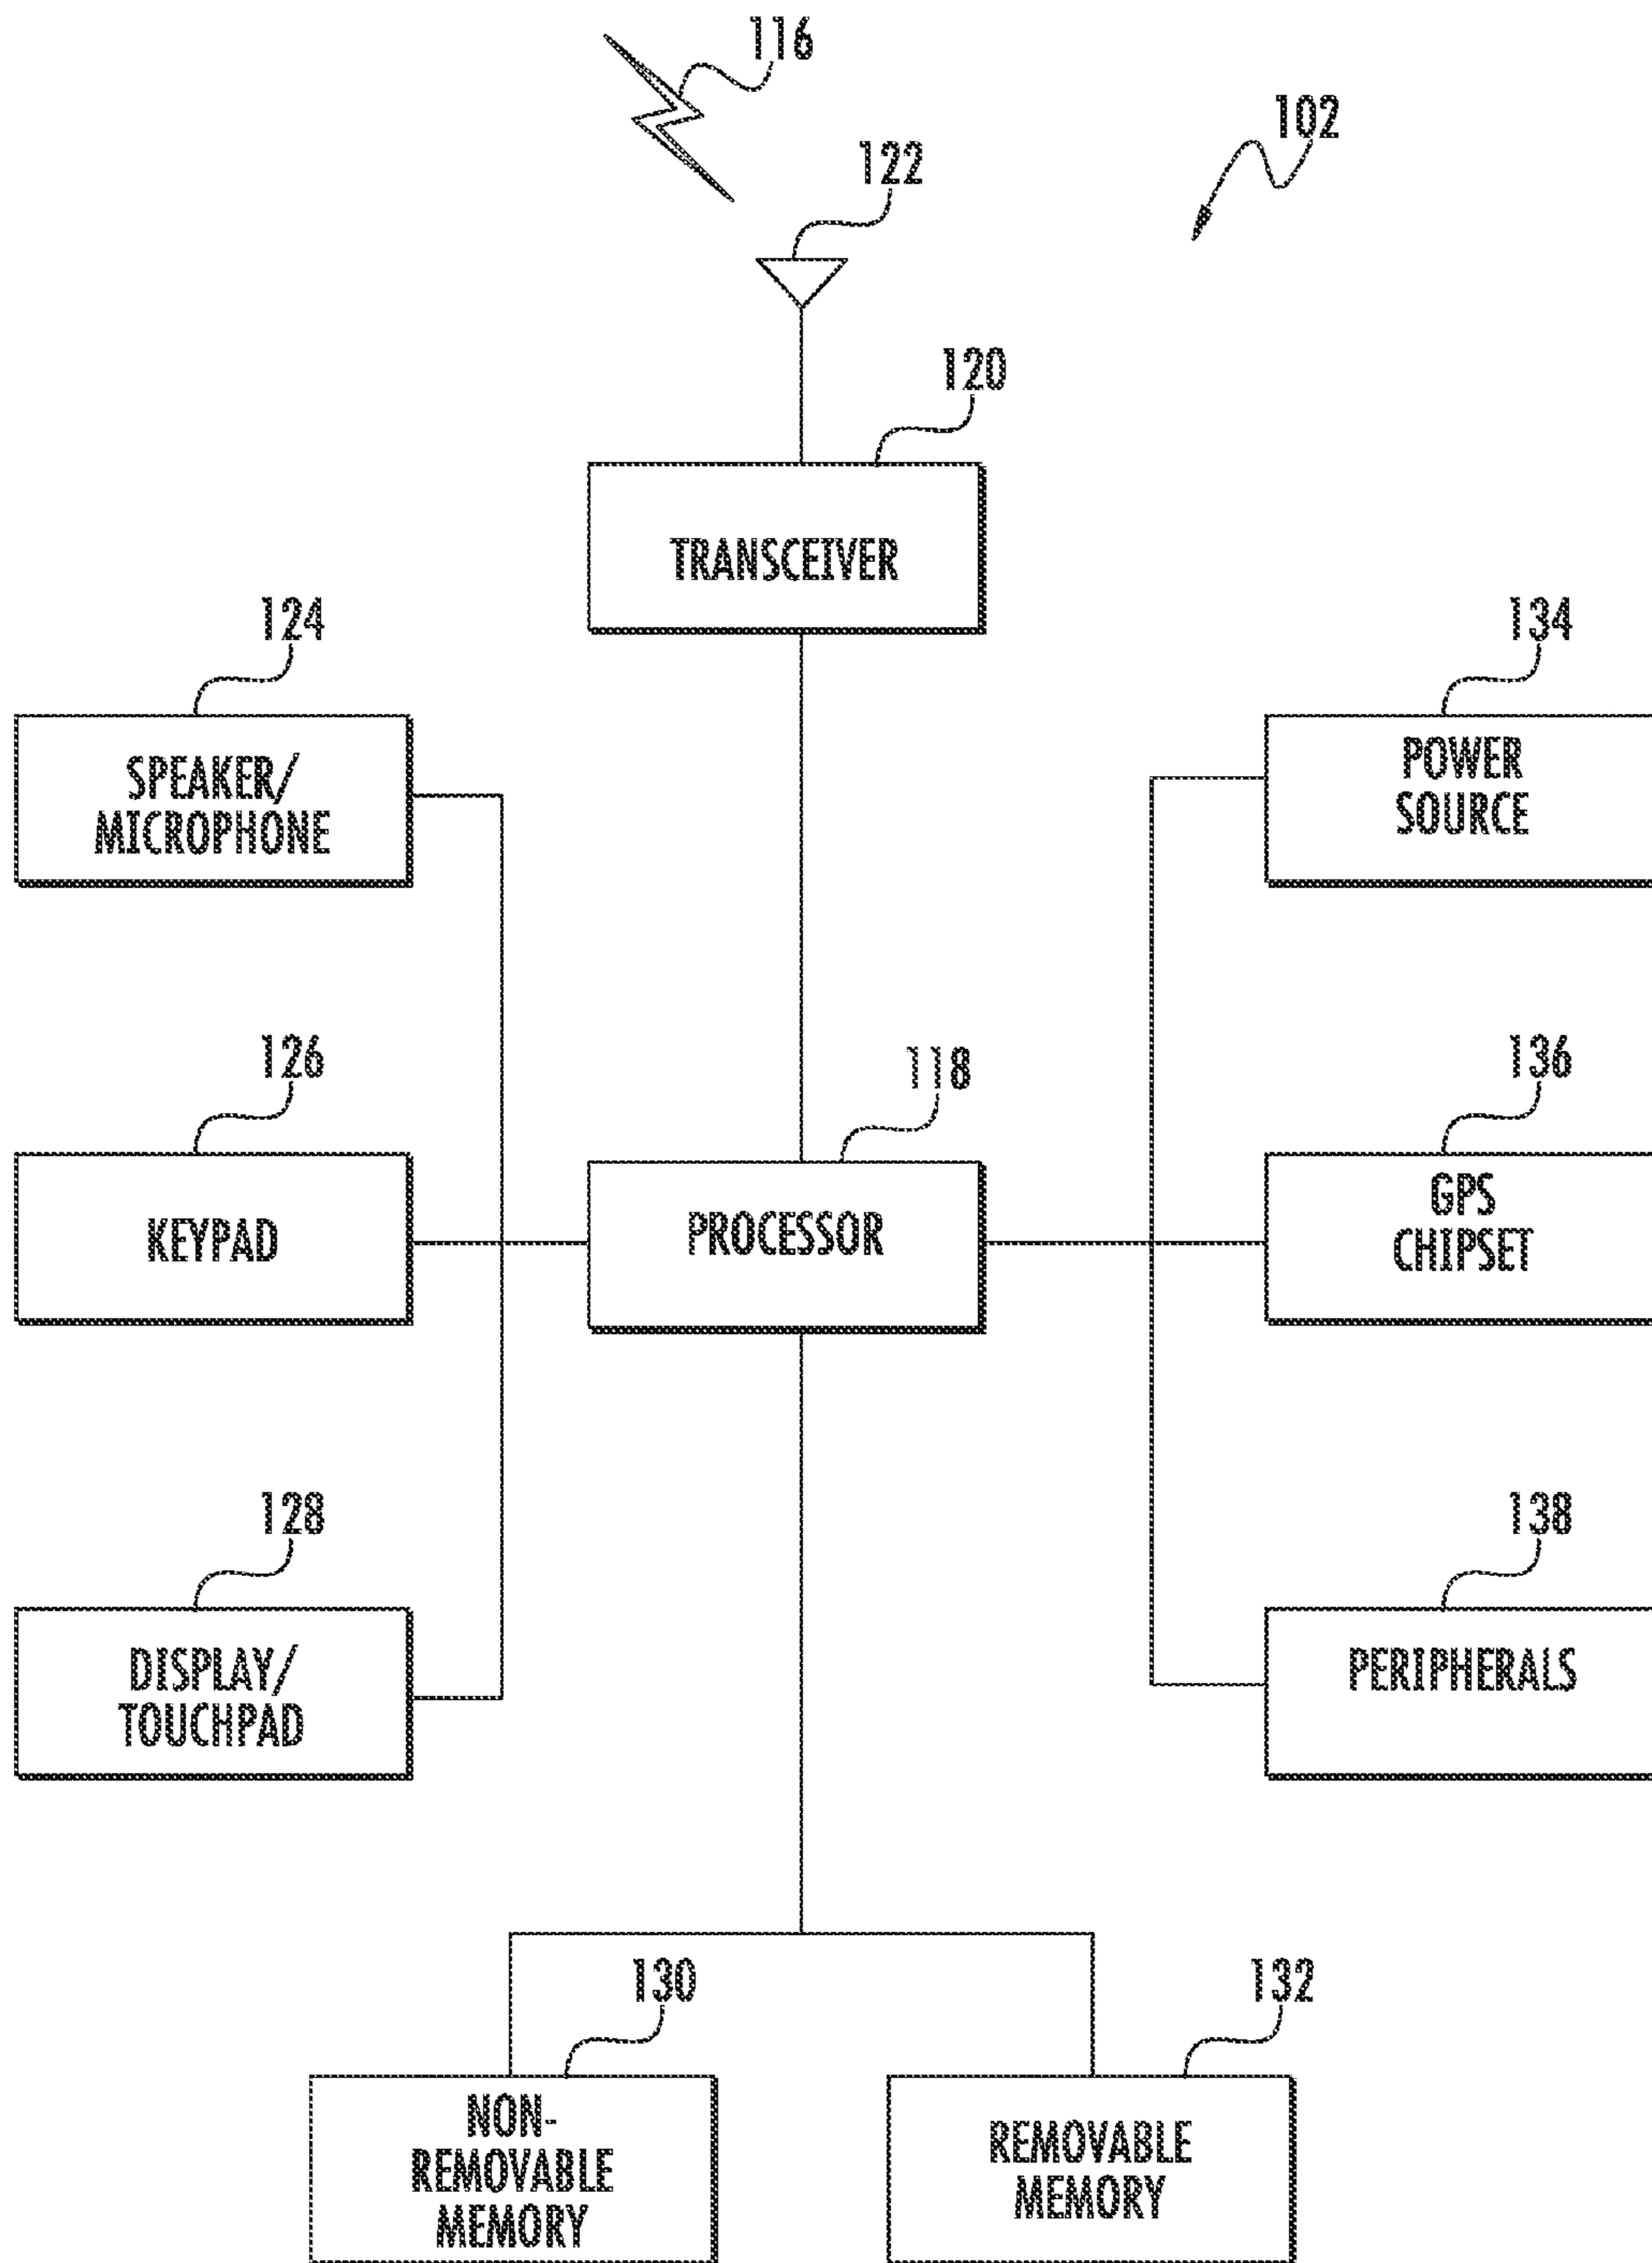 116
102
122
120
TRANSCEIVER
124
134
SPEAKER/
MICROPHONE
POWER
SOURCE
126
118
136
KEYPAD
PROCESSOR
GPS
CHIPSET
128
138
DISPLAY/
TOUCHPAD
PERIPHERALS
130
132
NON-
REMOVABLE
MEMORY
REMOVABLE
MEMORY